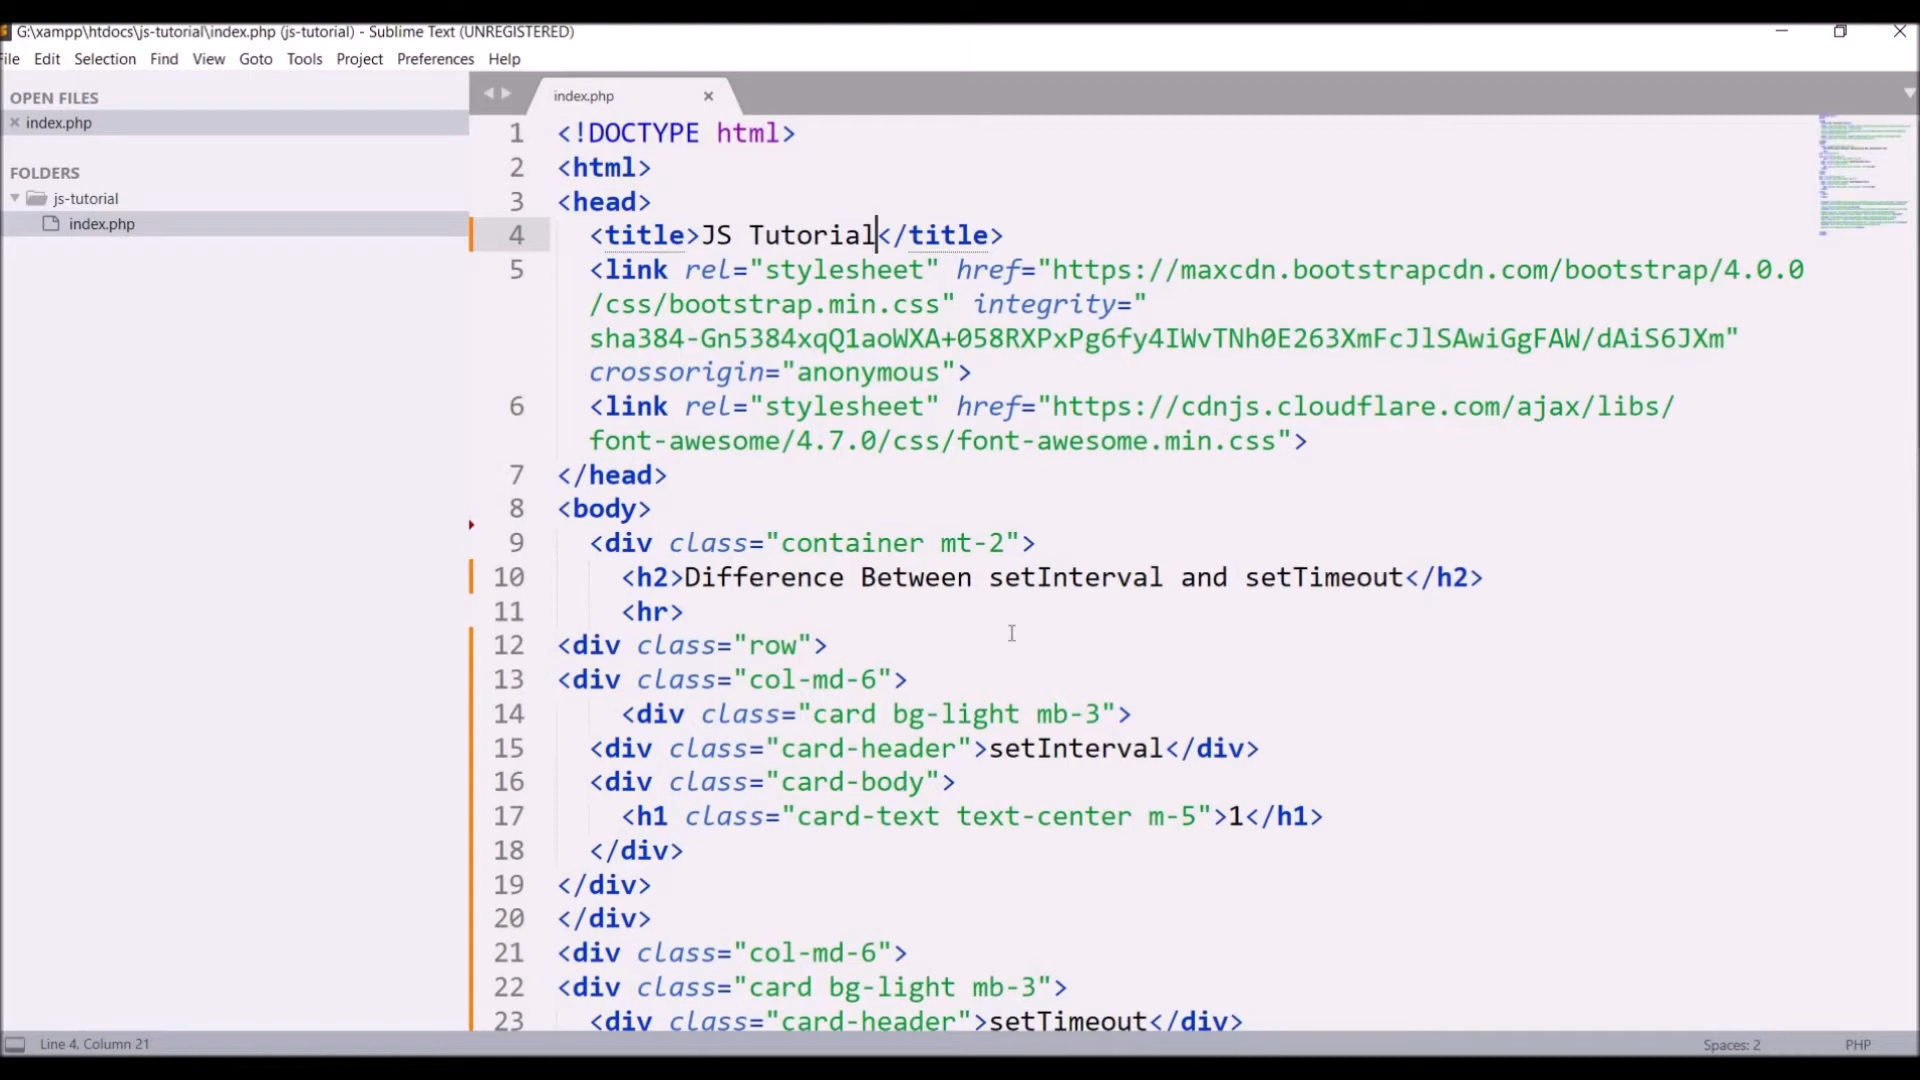 G:\xampp\htdocs\js-tutorial\index.php (js-tutorial) - Sublime Text (UNREGISTERED)
ile Edit Selection Find View Goto Tools Project Preferences Help
OPEN FILES
index.php
FOLDERS
js-tutorial
index.php
index.php
1 <!DOCTYPE html>
2 <html>
3 <head>
4 <title>JS Tutorial</title>
5 <link rel="stylesheet" href="https://maxcdn.bootstrapcdn.com/bootstrap/4.0.0
/css/bootstrap.min.css" integrity="
sha384-Gn5384xqQ1aoWXA+058RXPxPg6fy4IWvTNh0E263XmFcJlSAwiGgFAW/dAiS6JXm"
crossorigin="anonymous">
6 <link rel="stylesheet" href="https://cdnjs.cloudflare.com/ajax/libs/
font-awesome/4.7.0/css/font-awesome.min.css">
7 </head>
8 <body>
9 <div class="container mt-2">
10 <h2>Difference Between setInterval and setTimeout</h2>
11 <hr>
12 <div class="row">
13 <div class="col-md-6">
14 <div class="card bg-light mb-3">
15 <div class="card-header">setInterval</div>
16 <div class="card-body">
17 <h1 class="card-text text-center m-5">1</h1>
18 </div>
19 </div>
20 </div>
21 <div class="col-md-6">
22 <div class="card bg-light mb-3">
23 <div class="card-header">setTimeout</div>
Line 4, Column 21
Spaces: 2
PHP